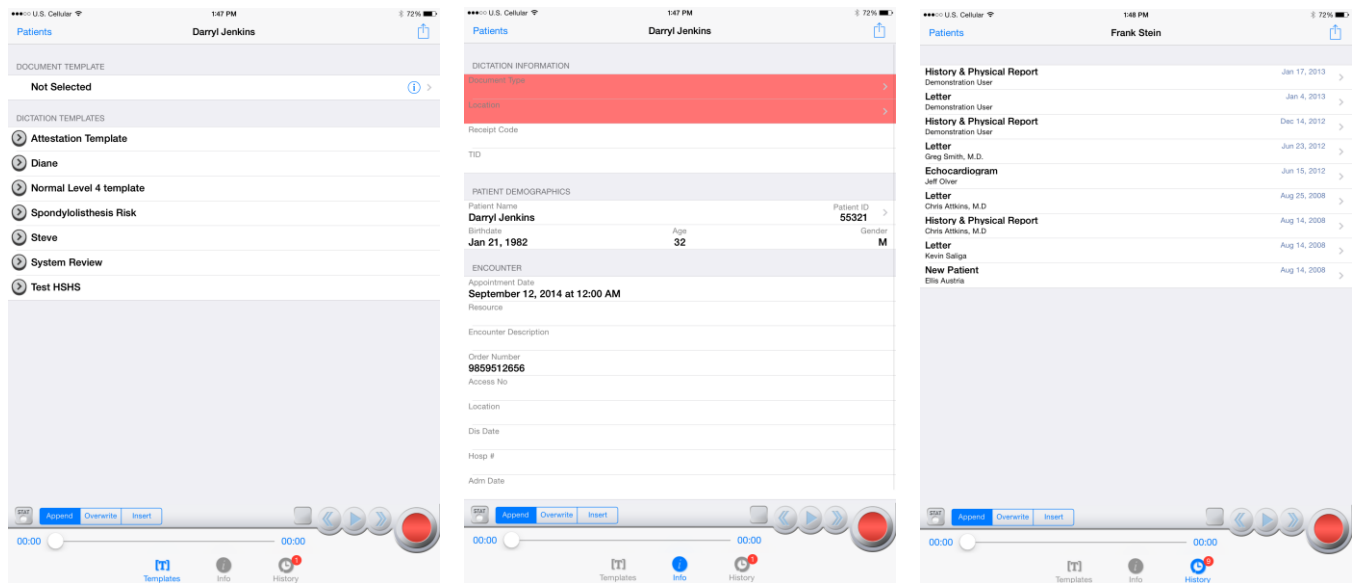 U.S. Cellular 1:47 PM 72%
Patients Darryl Jenkins
DOCUMENT TEMPLATE
Not Selected
DICTATION TEMPLATES
Attestation Template
Diane
Normal Level 4 template
Spondylolisthesis Risk
Steve
System Review
Test HSHS
STAT Append Overwrite Insert
00:00 00:00
1
[T] i
Templates Info History
U.S. Cellular 1:47 PM 72%
Patients Darryl Jenkins
DICTATION INFORMATION
Document Type
Location
Receipt Code
TID
PATIENT DEMOGRAPHICS
Patient Name Patient ID
Darryl Jenkins 55321
Birthdate Age Gender
Jan 21, 1982 32 M
ENCOUNTER
Appointment Date
September 12, 2014 at 12:00 AM
Resource
Encounter Description
Order Number
9859512656
Access No
Location
Dis Date
Hosp #
Adm Date
STAT Append Overwrite Insert
00:00 00:00
1
[T] i
Templates Info History
U.S. Cellular 1:48 PM 72%
Patients Frank Stein
History & Physical Report Jan 17, 2013
Demonstration User
Letter Jan 4, 2013
Demonstration User
History & Physical Report Dec 14, 2012
Demonstration User
Letter Jun 23, 2012
Greg Smith, M.D.
Echocardiogram Jun 15, 2012
Jeff Olver
Letter Aug 25, 2008
Chris Attkins, M.D
History & Physical Report Aug 14, 2008
Chris Attkins, M.D
Letter Aug 14, 2008
Kevin Saliga
New Patient Aug 14, 2008
Ellis Austria
STAT Append Overwrite Insert
00:00 00:00
[T] i
Templates Info History